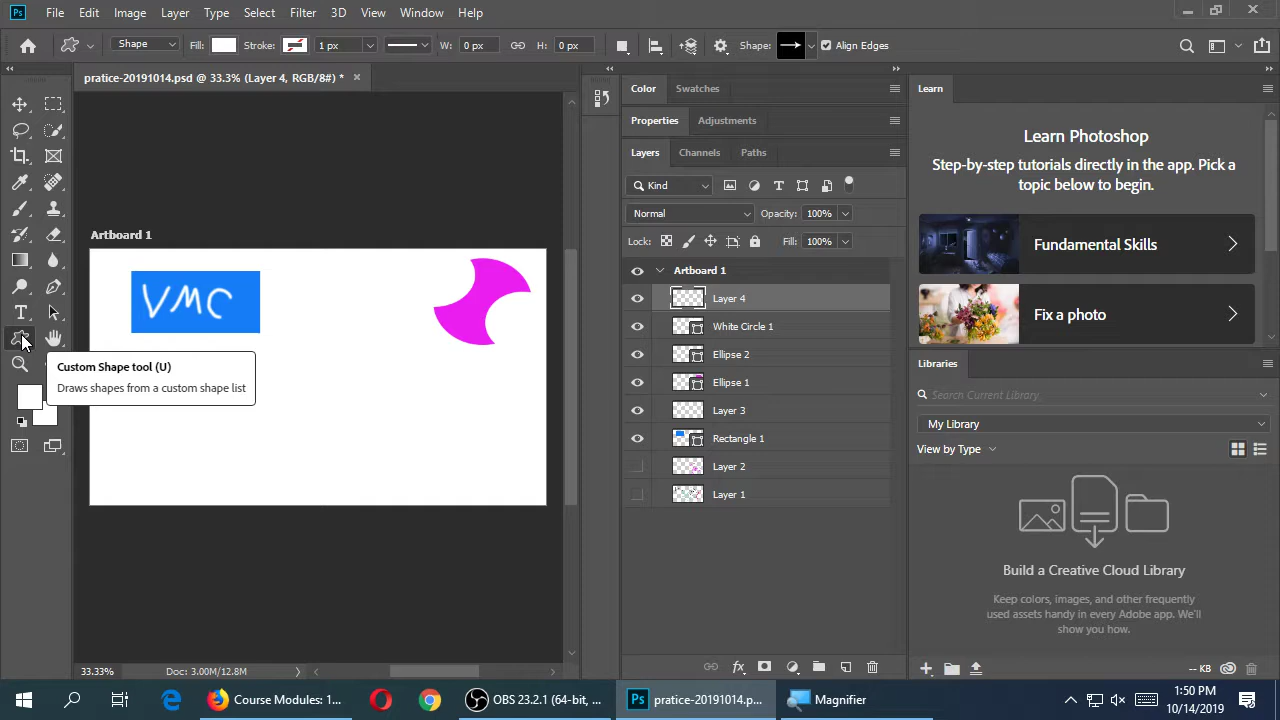 Ps File Edit Image Layer Type Select Filter 3D View Window Help
Shape Fill: Stroke: 1 px W: 0 px H: 0 px Shape: Align Edges
pratice-20191014.psd @ 33.3% (Layer 4, RGB/8#) *
Artboard 1
VMC
Custom Shape tool (U)
Draws shapes from a custom shape list
33.33% Doc: 3.00M/12.8M
Color Swatches
Properties Adjustments
Layers Channels Paths
Kind
Normal Opacity: 100%
Lock: Fill: 100%
Artboard 1
Layer 4
White Circle 1
Ellipse 2
Ellipse 1
Layer 3
Rectangle 1
Layer 2
Layer 1
Learn
Learn Photoshop
Step-by-step tutorials directly in the app. Pick a
topic below to begin.
Fundamental Skills
Fix a photo
Libraries
Search Current Library
My Library
View by Type
Build a Creative Cloud Library
Keep colors, images, and other frequently
used assets handy in every Adobe app. We'll
show you how.
-- KB
Course Modules: 1... OBS 23.2.1 (64-bit, ... Ps pratice-20191014.p... Magnifier
1:50 PM
10/14/2019